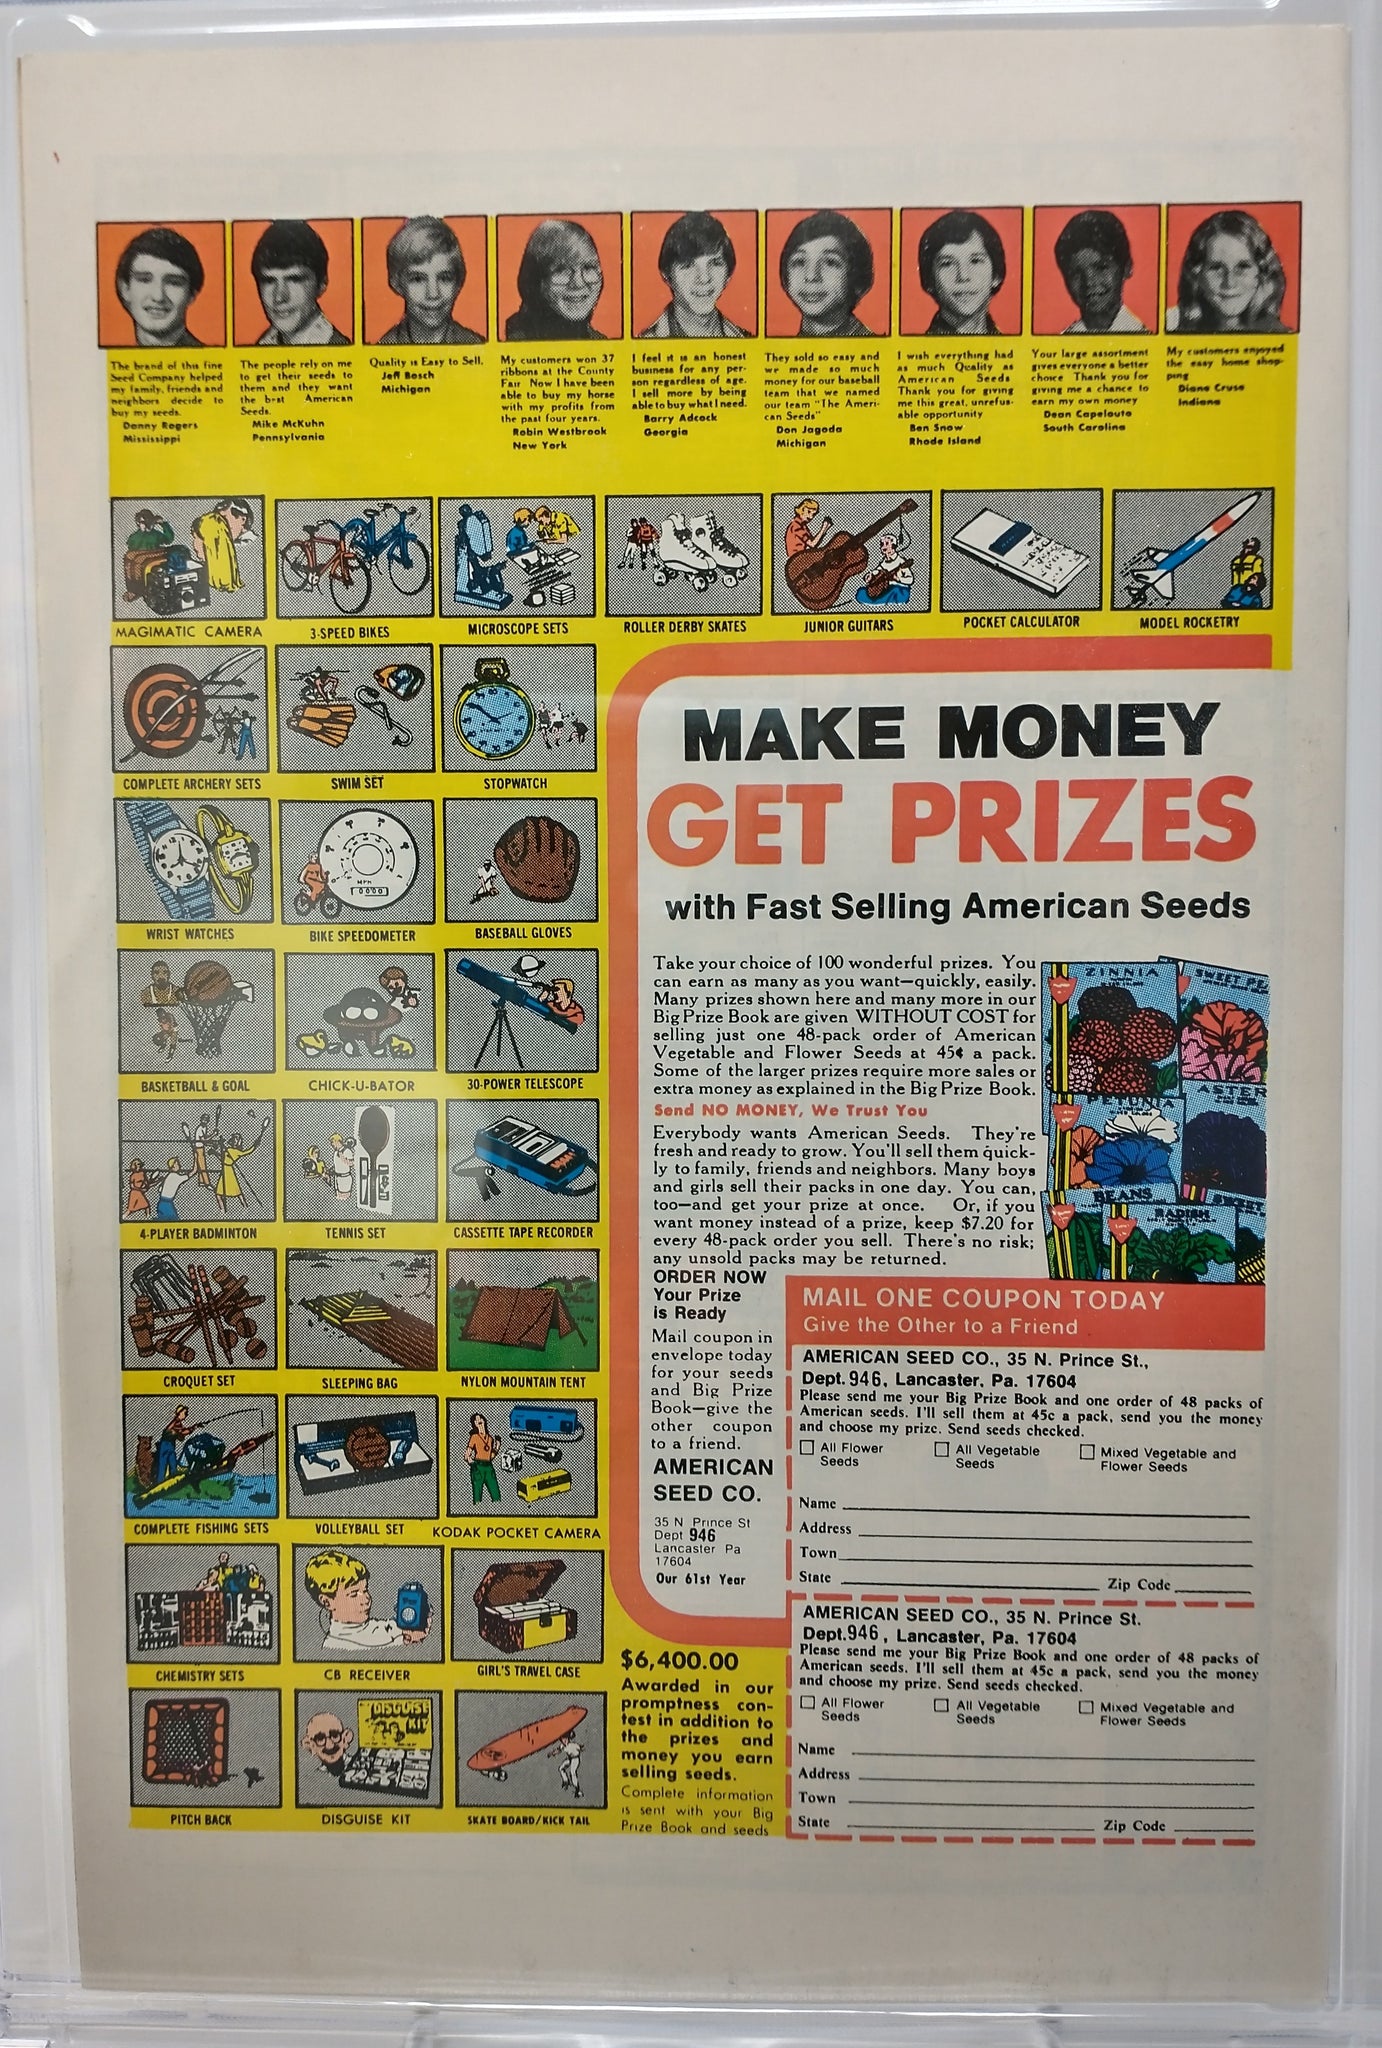 The brand of this fine
Seed Company helped
my family, friends and
neighbors decide to
buy my seeds.
Danny Rogers
Mississippi
The people rely on me
to get their seeds to
them and they want
the best American
Seeds.
Mike McKuhn
Pennsylvania
Quality is Easy to Sell.
Jeff Bosch
Michigan
My customers won 37
ribbons at the County
Fair Now I have been
able to buy my horse
with my profits from
the past four years.
Robin Westbrook
New York
I feel it is an honest
business for any per-
son regardless of age.
I sell more by being
able to buy what I need.
Barry Adcock
Georgia
They sold so easy and
we made so much
money for our baseball
team that we named
our team "The Ameri-
can Seeds"
Don Jagoda
Michigan
I wish everything had
as much Quality as
American Seeds
Thank you for giving
me this great, unrefus-
able opportunity
Ben Snow
Rhode Island
Your large assortment
gives everyone a better
choice Thank you for
giving me a chance to
earn my own money
Dean Capelouto
South Carolina
My customers enjoyed
the easy home shop-
ping
Diane Cruse
Indiana
MAGIMATIC CAMERA
3-SPEED BIKES
MICROSCOPE SETS
ROLLER DERBY SKATES
JUNIOR GUITARS
POCKET CALCULATOR
MODEL ROCKETRY
COMPLETE ARCHERY SETS
SWIM SET
STOPWATCH
MPH
WRIST WATCHES
BIKE SPEEDOMETER
BASEBALL GLOVES
BASKETBALL & GOAL
CHICK-U-BATOR
30-POWER TELESCOPE
4-PLAYER BADMINTON
TENNIS SET
CASSETTE TAPE RECORDER
CROQUET SET
SLEEPING BAG
NYLON MOUNTAIN TENT
COMPLETE FISHING SETS
VOLLEYBALL SET
KODAK POCKET CAMERA
CHEMISTRY SETS
CB RECEIVER
GIRL'S TRAVEL CASE
DISGUISE
KIT
PITCH BACK
DISGUISE KIT
SKATE BOARD/KICK TAIL
MAKE MONEY
GET PRIZES
with Fast Selling American Seeds
Take your choice of 100 wonderful prizes. You
can earn as many as you want—quickly, easily.
Many prizes shown here and many more in our
Big Prize Book are given WITHOUT COST for
selling just one 48-pack order of American
Vegetable and Flower Seeds at 45¢ a pack.
Some of the larger prizes require more sales or
extra money as explained in the Big Prize Book.
Send NO MONEY, We Trust You
Everybody wants American Seeds. They're
fresh and ready to grow. You'll sell them quick-
ly to family, friends and neighbors. Many boys
and girls sell their packs in one day. You can,
too—and get your prize at once. Or, if you
want money instead of a prize, keep $7.20 for
every 48-pack order you sell. There's no risk;
any unsold packs may be returned.
ZINNIA
ASTER
PETUNIA
BEANS
RADISH
ORDER NOW
Your Prize
is Ready
Mail coupon in
envelope today
for your seeds
and Big Prize
Book—give the
other coupon
to a friend.
AMERICAN
SEED CO.
35 N Prince St
Dept 946
Lancaster Pa
17604
Our 61st Year
MAIL ONE COUPON TODAY
Give the Other to a Friend
AMERICAN SEED CO., 35 N. Prince St.,
Dept. 946, Lancaster, Pa. 17604
Please send me your Big Prize Book and one order of 48 packs of
American seeds. I'll sell them at 45c a pack, send you the money
and choose my prize. Send seeds checked.
All Flower
Seeds
All Vegetable
Seeds
Mixed Vegetable and
Flower Seeds
Name
Address
Town
State Zip Code
AMERICAN SEED CO., 35 N. Prince St.
Dept. 946, Lancaster, Pa. 17604
Please send me your Big Prize Book and one order of 48 packs of
American seeds. I'll sell them at 45c a pack, send you the money
and choose my prize. Send seeds checked.
All Flower
Seeds
All Vegetable
Seeds
Mixed Vegetable and
Flower Seeds
Name
Address
Town
State Zip Code
$6,400.00
Awarded in our
promptness con-
test in addition to
the prizes and
money you earn
selling seeds.
Complete information
is sent with your Big
Prize Book and seeds